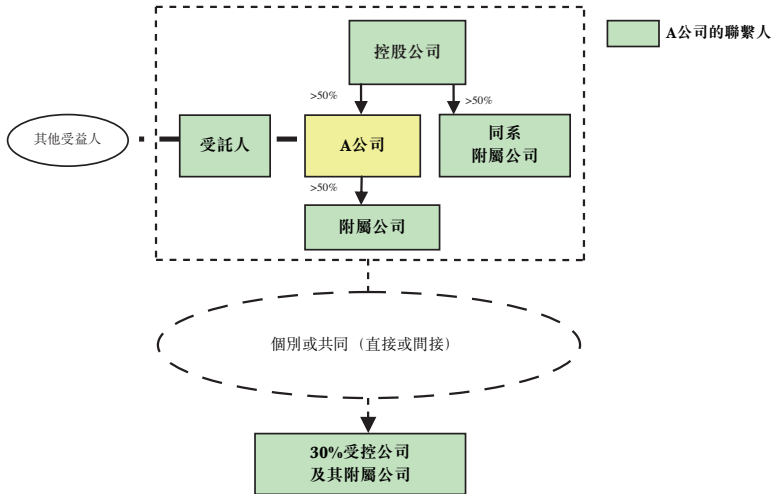 控股公司
A公司的聯繫人
>50%
>50%
其他受益人
受託人
A公司
同系
附屬公司
>50%
附屬公司
個別或共同（直接或間接）
30%受控公司
及其附屬公司